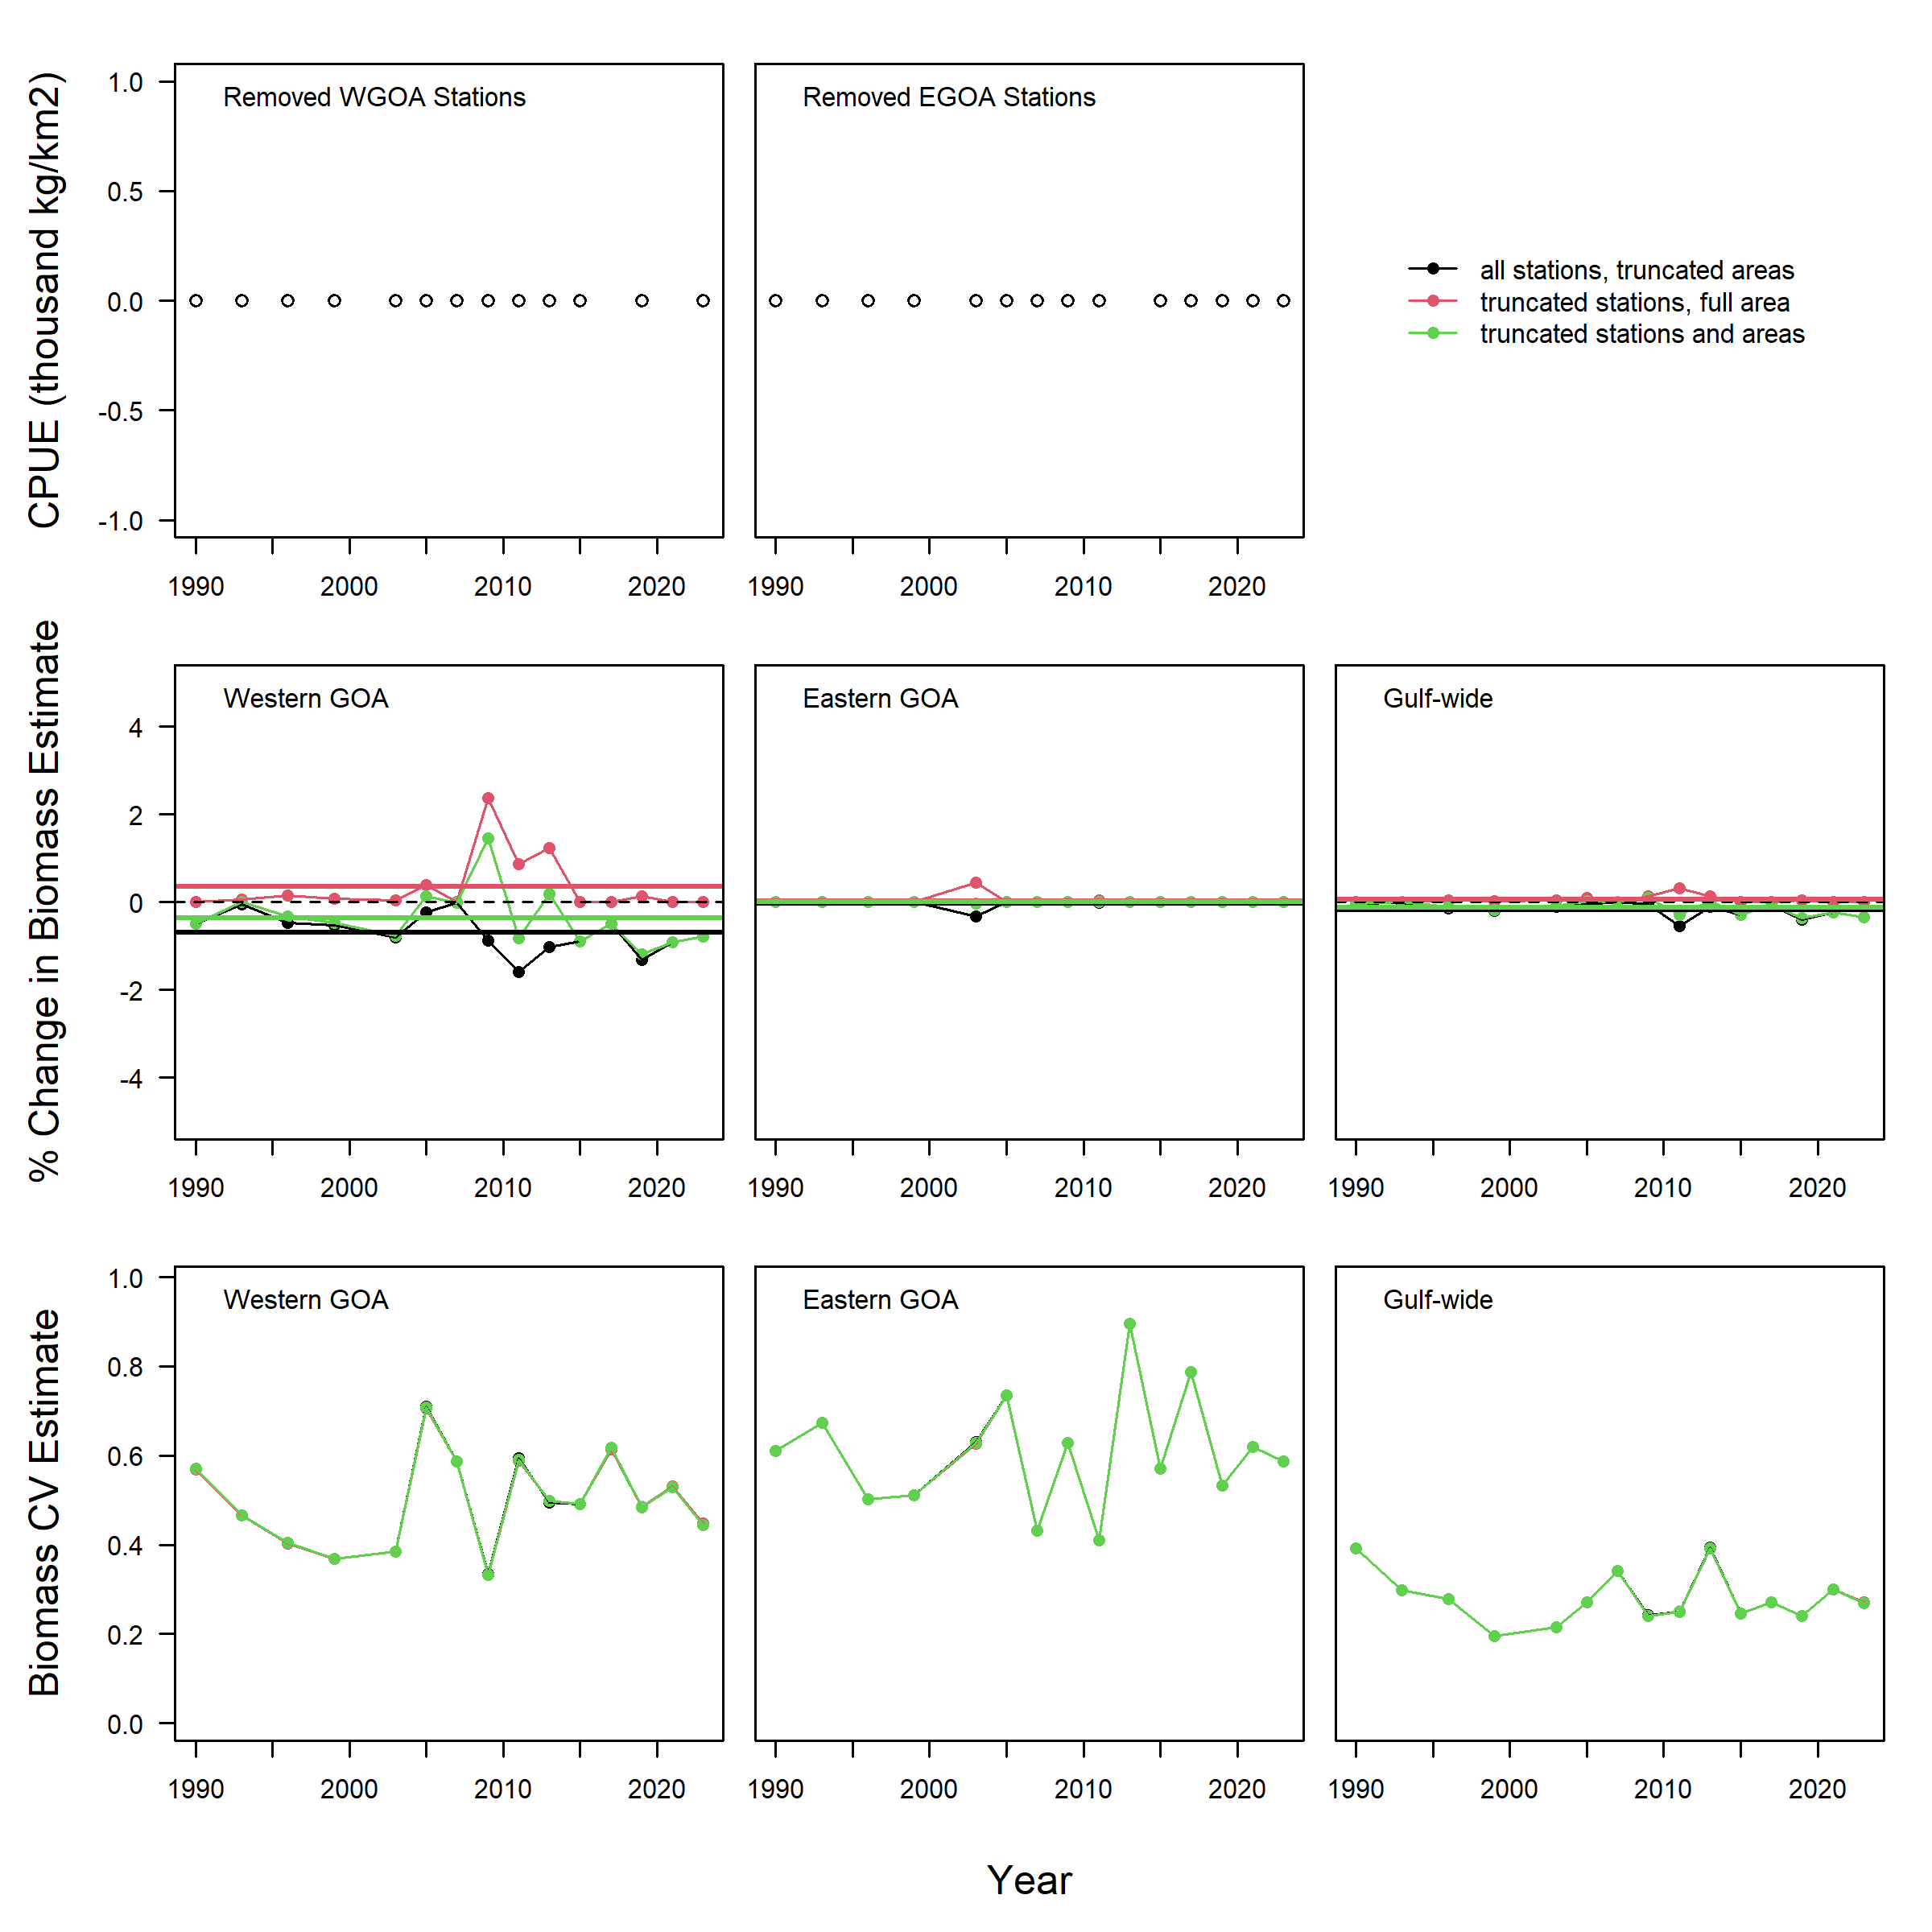 CPUE (thousand kg/km2)
1.0
0.5
0.0
-0.5
-1.0
Removed WGOA Stations
1990 2000 2010 2020
Removed EGOA Stations
1990 2000 2010 2020
all stations, truncated areas
truncated stations, full area
truncated stations and areas
% Change in Biomass Estimate
4
2
0
-2
-4
Western GOA
1990 2000 2010 2020
Eastern GOA
1990 2000 2010 2020
Gulf-wide
1990 2000 2010 2020
Biomass CV Estimate
1.0
0.8
0.6
0.4
0.2
0.0
Western GOA
1990 2000 2010 2020
Eastern GOA
1990 2000 2010 2020
Gulf-wide
1990 2000 2010 2020
Year